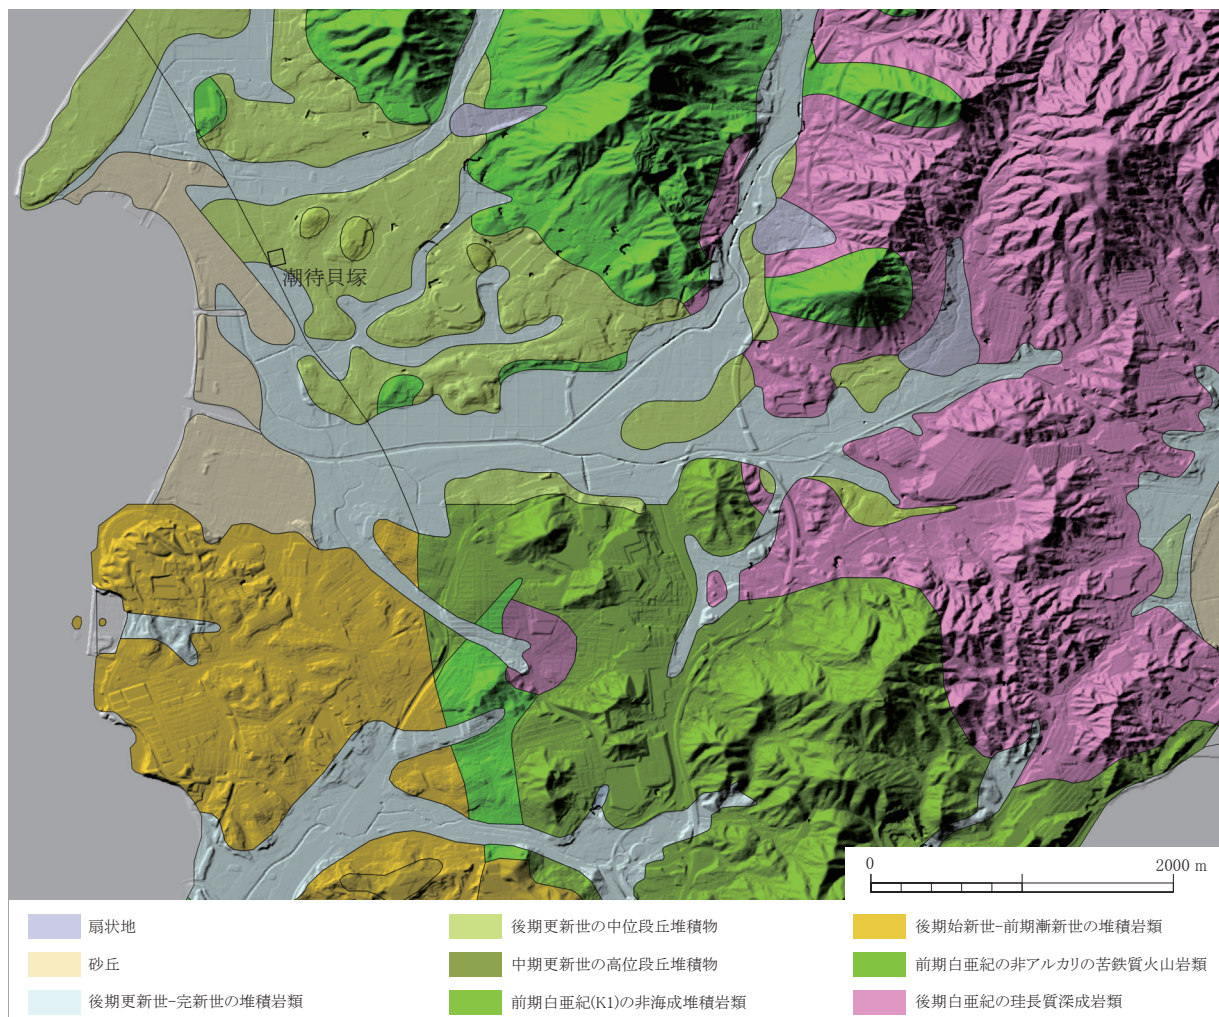 潮待貝塚
0 2000 m
扇状地
砂丘
後期更新世-完新世の堆積岩類
後期更新世の中位段丘堆積物
中期更新世の高位段丘堆積物
前期白亜紀(K1)の非海成堆積岩類
後期始新世-前期漸新世の堆積岩類
前期白亜紀の非アルカリの苦鉄質火山岩類
後期白亜紀の珪長質深成岩類